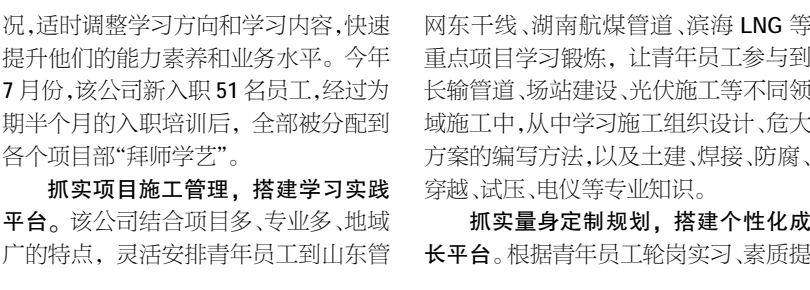 况,适时调整学习方向和学习内容,快速
提升他们的能力素养和业务水平。今年
7月份,该公司新入职51名员工,经过为
期半个月的入职培训后，全部被分配到
各个项目部“拜师学艺”。
抓实项目施工管理，搭建学习实践
平台。该公司结合项目多、专业多、地域
广的特点，灵活安排青年员工到山东管
网东干线、湖南航煤管道、滨海LNG等
重点项目学习锻炼，让青年员工参与到
长输管道、场站建设、光伏施工等不同领
域施工中,从中学习施工组织设计、危大
方案的编写方法,以及土建、焊接、防腐、
穿越、试压、电仪等专业知识。
抓实量身定制规划，搭建个性化成
长平台。根据青年员工轮岗实习、素质提